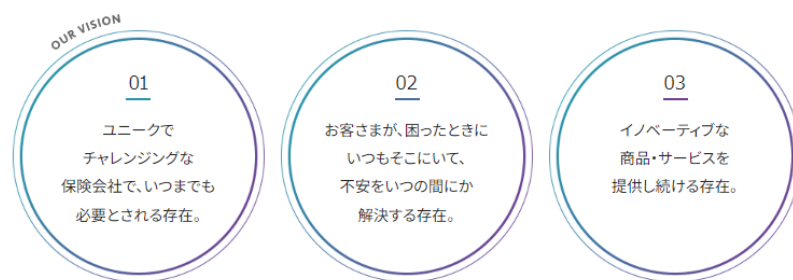 OUR VISION
01
ユニークで
チャレンジングな
保険会社で、いつまでも
必要とされる存在。
02
お客さまが、困ったときに
いつもそこにいて、
不安をいつの間にか
解決する存在。
03
イノベーティブな
商品・サービスを
提供し続ける存在。